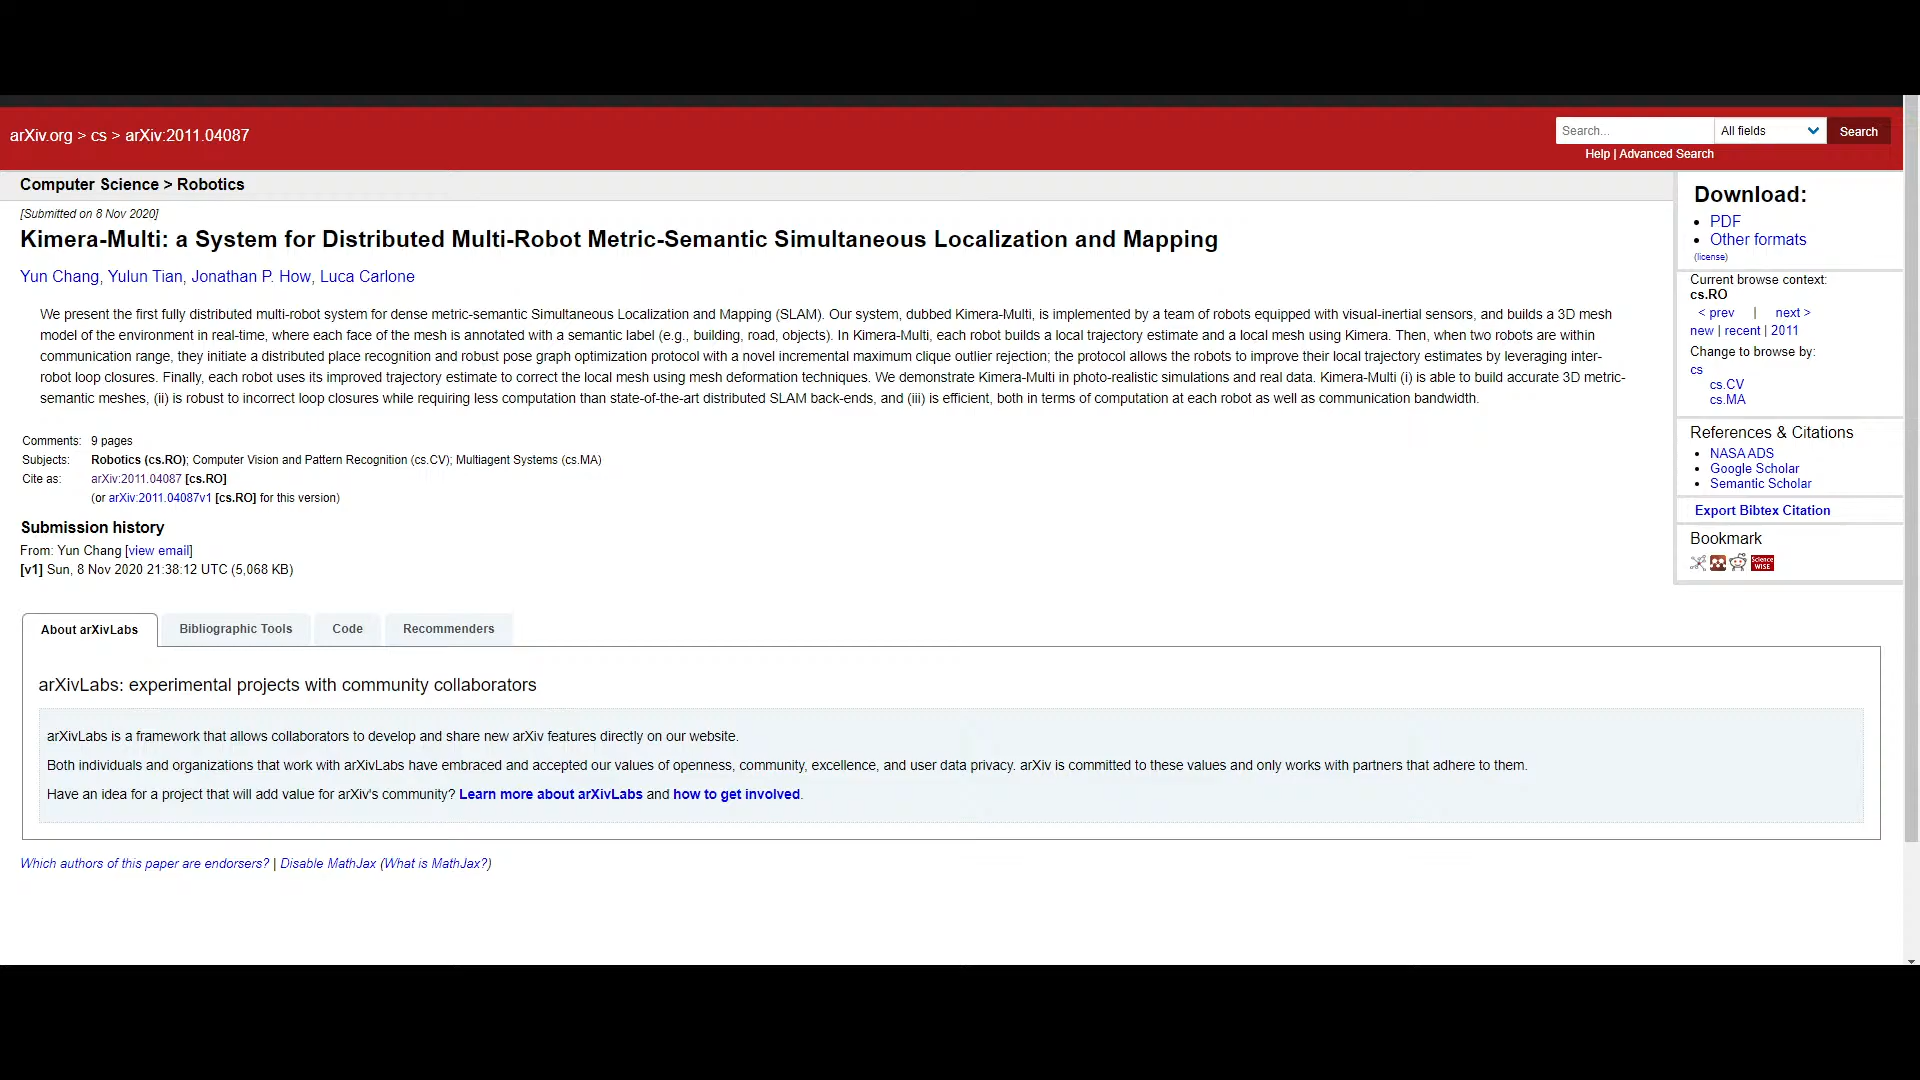 arXiv.org > cs > arXiv:2011.04087
Search...
All fields
Search
Help | Advanced Search
Computer Science > Robotics
[Submitted on 8 Nov 2020]
Kimera-Multi: a System for Distributed Multi-Robot Metric-Semantic Simultaneous Localization and Mapping
Yun Chang, Yulun Tian, Jonathan P. How, Luca Carlone
We present the first fully distributed multi-robot system for dense metric-semantic Simultaneous Localization and Mapping (SLAM). Our system, dubbed Kimera-Multi, is implemented by a team of robots equipped with visual-inertial sensors, and builds a 3D mesh
model of the environment in real-time, where each face of the mesh is annotated with a semantic label (e.g., building, road, objects). In Kimera-Multi, each robot builds a local trajectory estimate and a local mesh using Kimera. Then, when two robots are within
communication range, they initiate a distributed place recognition and robust pose graph optimization protocol with a novel incremental maximum clique outlier rejection; the protocol allows the robots to improve their local trajectory estimates by leveraging inter-
robot loop closures. Finally, each robot uses its improved trajectory estimate to correct the local mesh using mesh deformation techniques. We demonstrate Kimera-Multi in photo-realistic simulations and real data. Kimera-Multi (i) is able to build accurate 3D metric-
semantic meshes, (ii) is robust to incorrect loop closures while requiring less computation than state-of-the-art distributed SLAM back-ends, and (iii) is efficient, both in terms of computation at each robot as well as communication bandwidth.
Comments: 9 pages
Subjects: Robotics (cs.RO); Computer Vision and Pattern Recognition (cs.CV); Multiagent Systems (cs.MA)
Cite as: arXiv:2011.04087 [cs.RO]
(or arXiv:2011.04087v1 [cs.RO] for this version)
Submission history
From: Yun Chang [view email]
[v1] Sun, 8 Nov 2020 21:38:12 UTC (5,068 KB)
Download:
PDF
Other formats
(license)
Current browse context:
cs.RO
< prev | next >
new | recent | 2011
Change to browse by:
cs
cs.CV
cs.MA
References & Citations
NASA ADS
Google Scholar
Semantic Scholar
Export Bibtex Citation
Bookmark
Science
WISE
About arXivLabs
Bibliographic Tools
Code
Recommenders
arXivLabs: experimental projects with community collaborators
arXivLabs is a framework that allows collaborators to develop and share new arXiv features directly on our website.
Both individuals and organizations that work with arXivLabs have embraced and accepted our values of openness, community, excellence, and user data privacy. arXiv is committed to these values and only works with partners that adhere to them.
Have an idea for a project that will add value for arXiv's community? Learn more about arXivLabs and how to get involved.
Which authors of this paper are endorsers? | Disable MathJax (What is MathJax?)